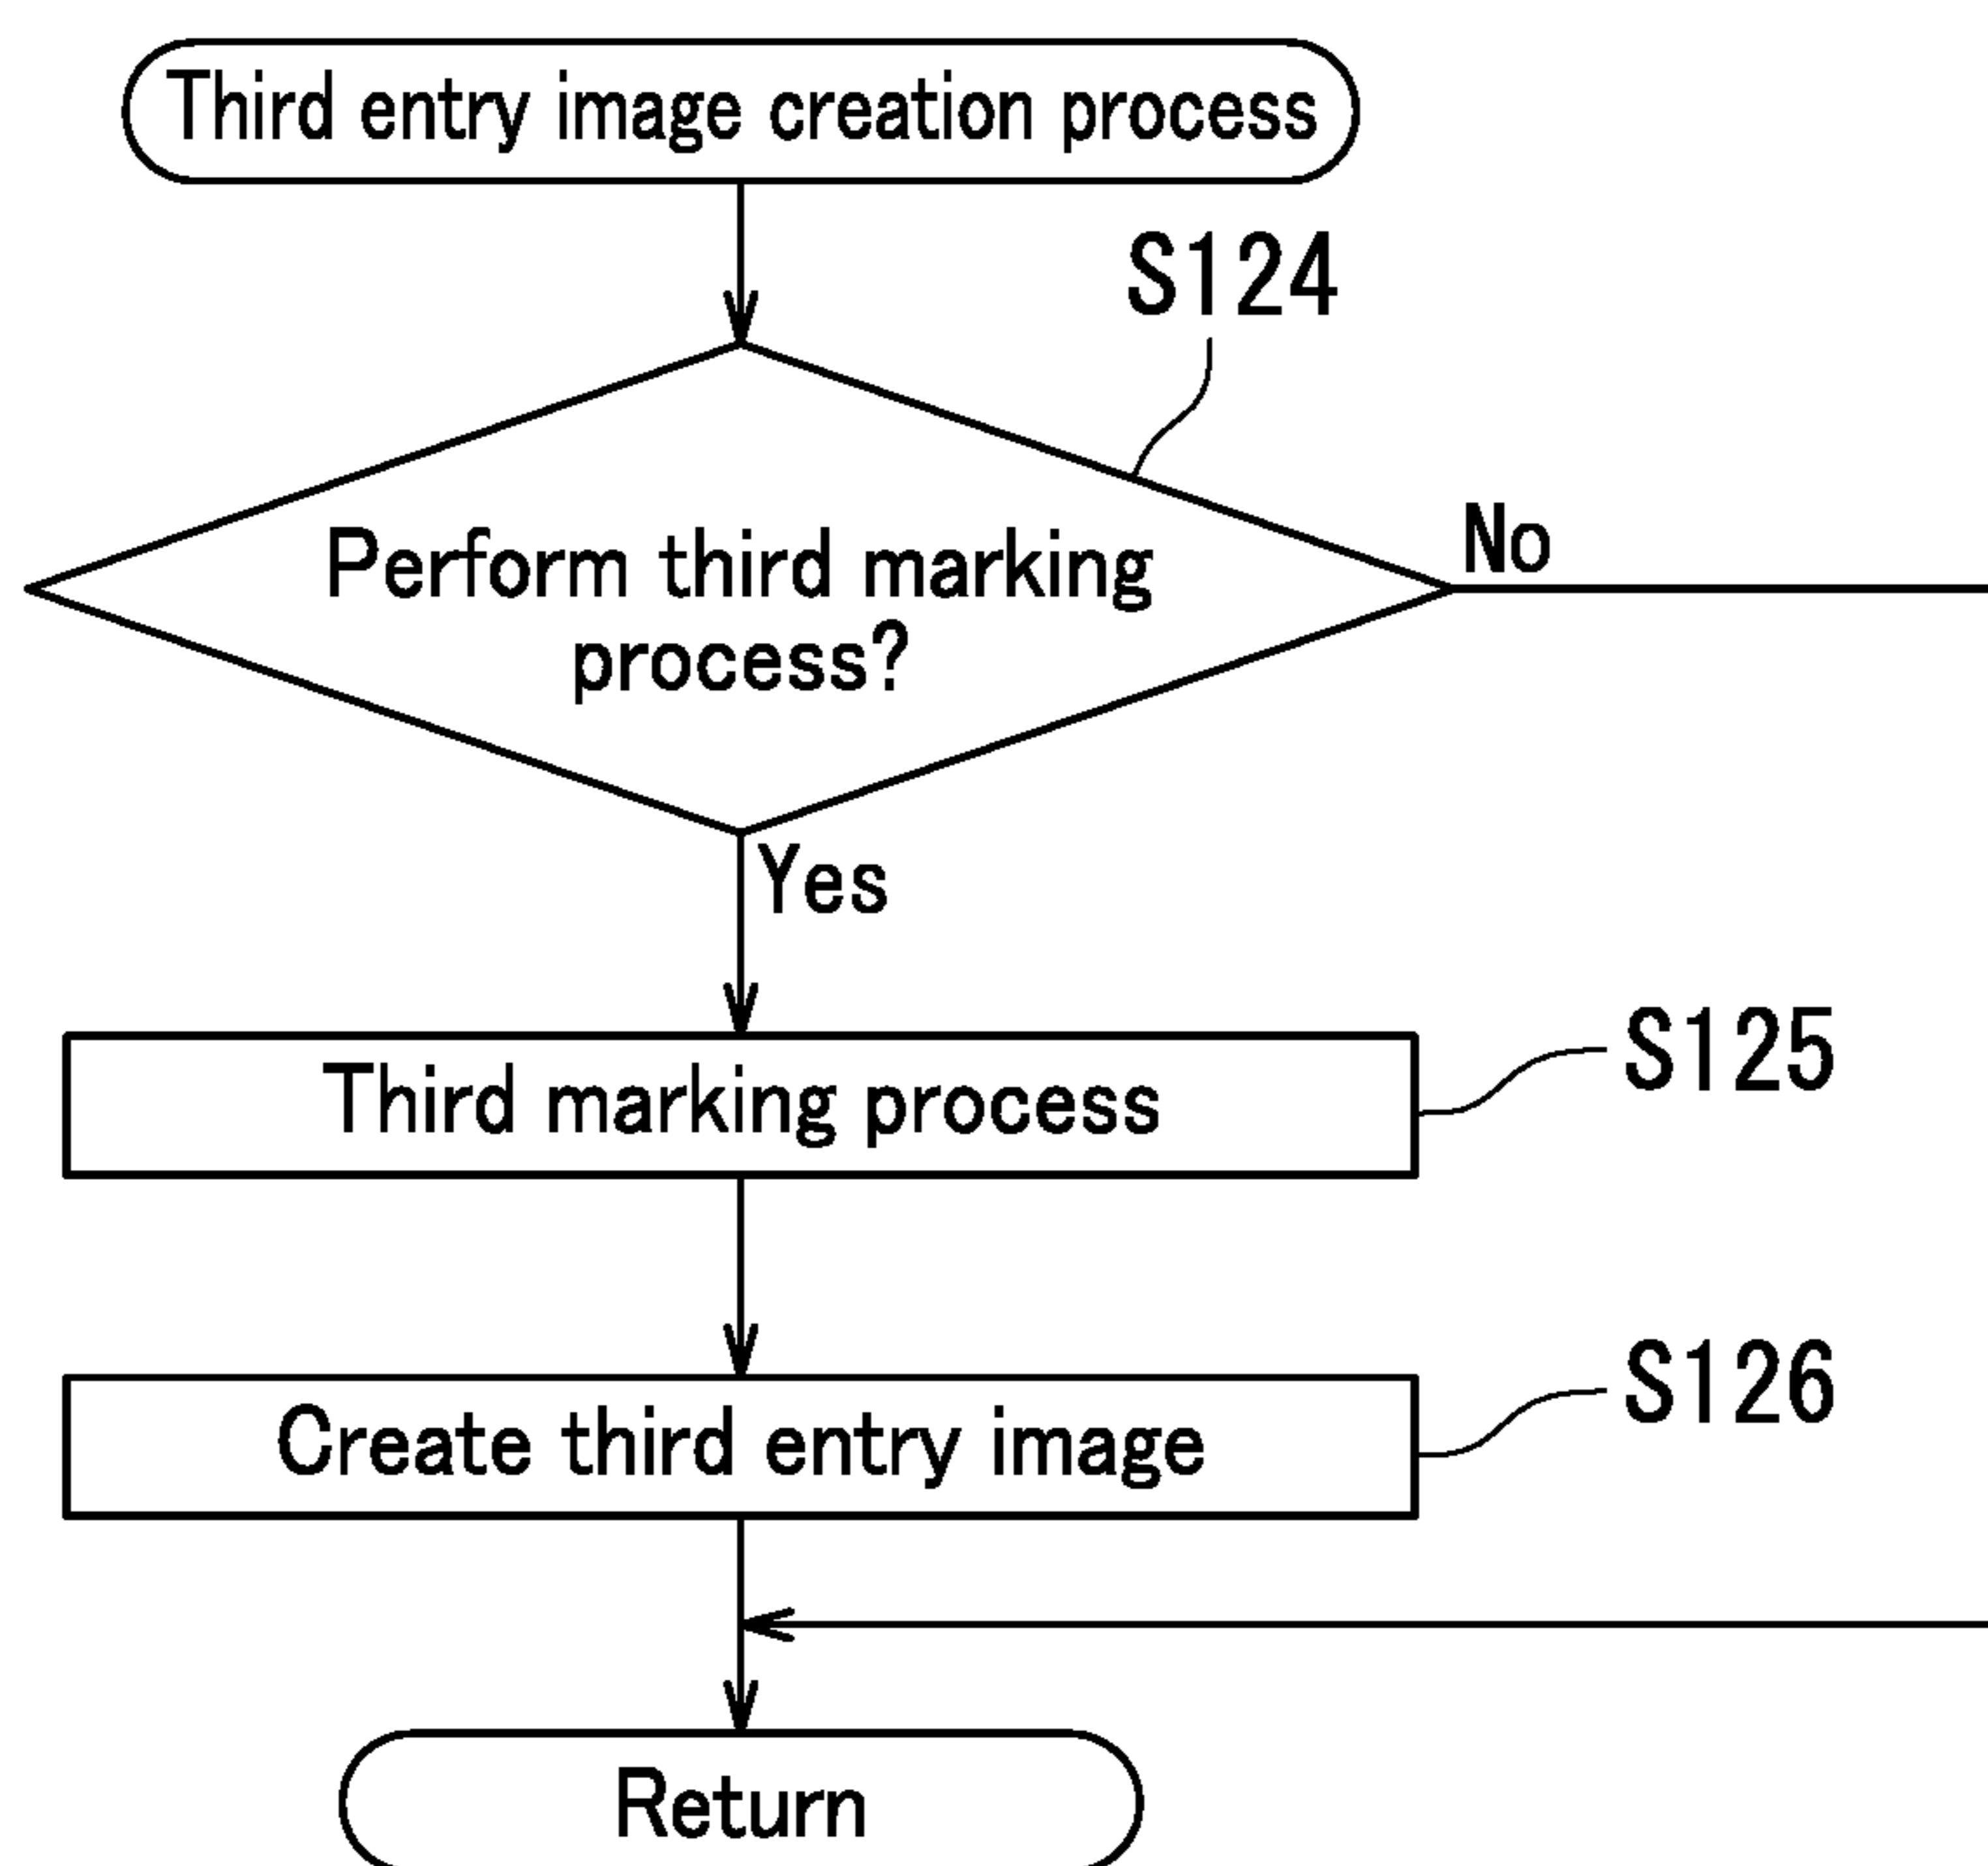 Third entry image creation process
S124
Perform third marking
process?
No
Yes
Third marking process
S125
Create third entry image
S126
Return